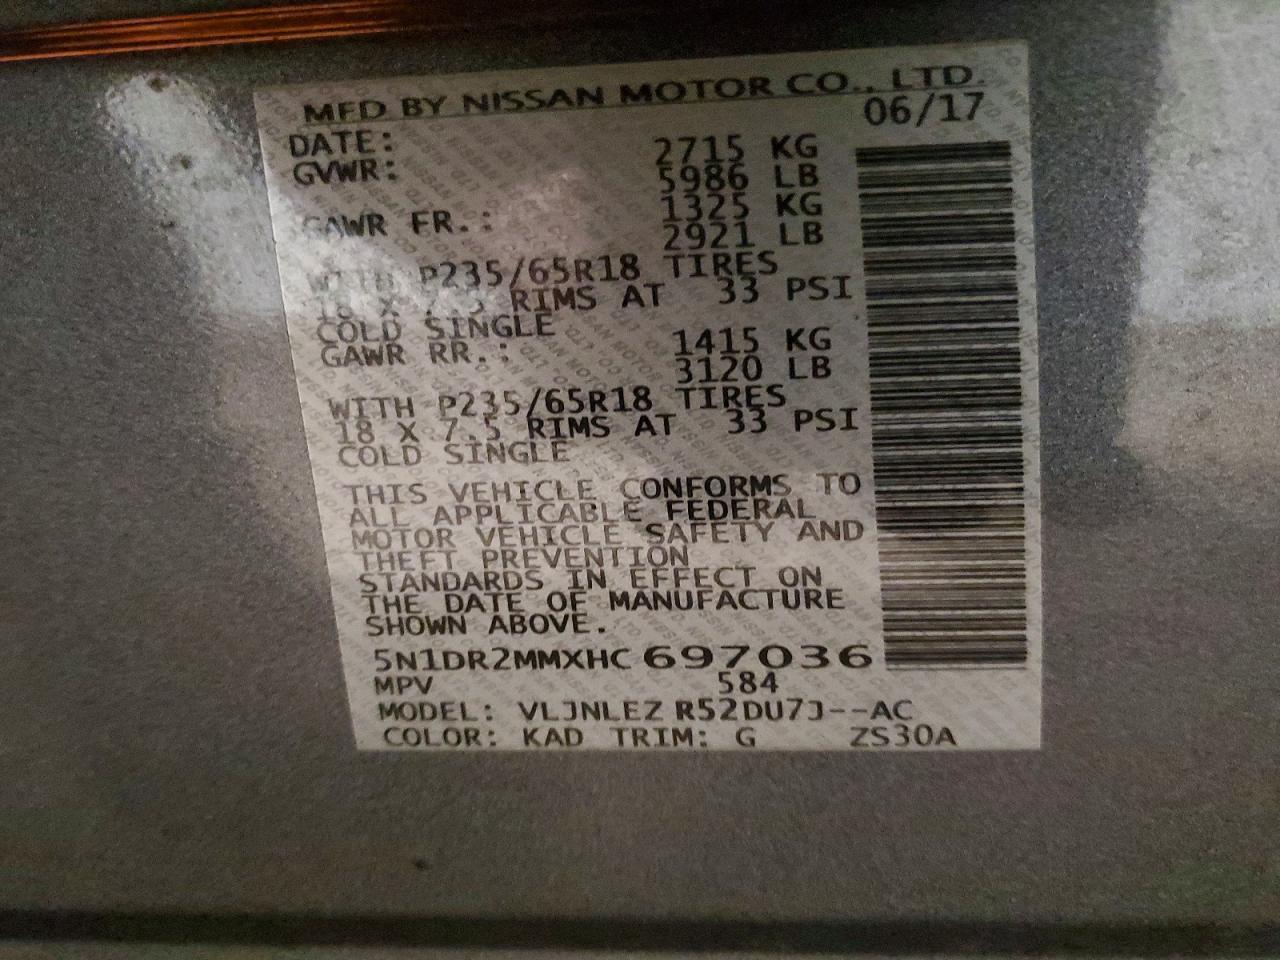 MFD BY NISSAN MOTOR CO., LTD.
DATE: 06/17
GVWR: 2715 KG
5986 LB
GAWR FR.: 1325 KG
2921 LB
WITH P235/65R18 TIRES
18 X 7.5 RIMS AT 33 PSI
COLD SINGLE
GAWR RR.: 1415 KG
3120 LB
WITH P235/65R18 TIRES
18 X 7.5 RIMS AT 33 PSI
COLD SINGLE
THIS VEHICLE CONFORMS TO
ALL APPLICABLE FEDERAL
MOTOR VEHICLE SAFETY AND
THEFT PREVENTION
STANDARDS IN EFFECT ON
THE DATE OF MANUFACTURE
SHOWN ABOVE.
5N1DR2MMXHC697036
MPV 584
MODEL: VLJNLEZ R52DU7J--AC
COLOR: KAD TRIM: G ZS30A